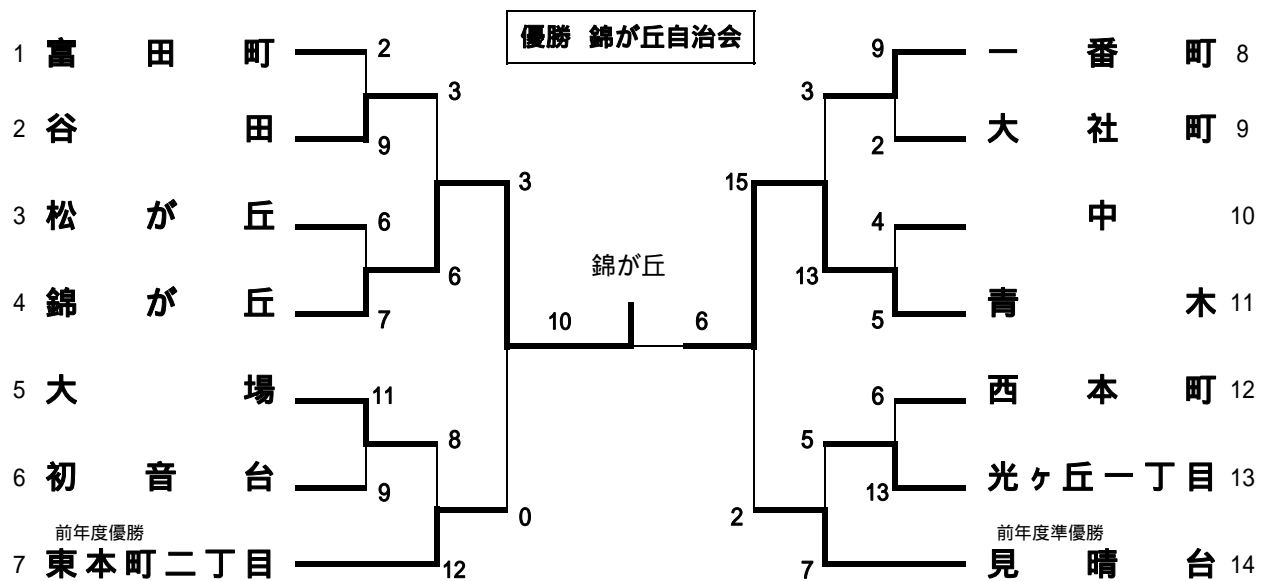 優勝 錦が丘自治会
1 富田町 2
3
2 谷田 9
3
3 松が丘 6
6
4 錦が丘 7
5 大場 11
8
6 初音台 9
0
前年度優勝
7 東本町二丁目 12
錦が丘
10 6
9 一番町 8
3
2 大社町 9
15
4 中 10
13
5 青木 11
6 西本町 12
5
13 光ヶ丘一丁目 13
2
前年度準優勝
7 見晴台 14